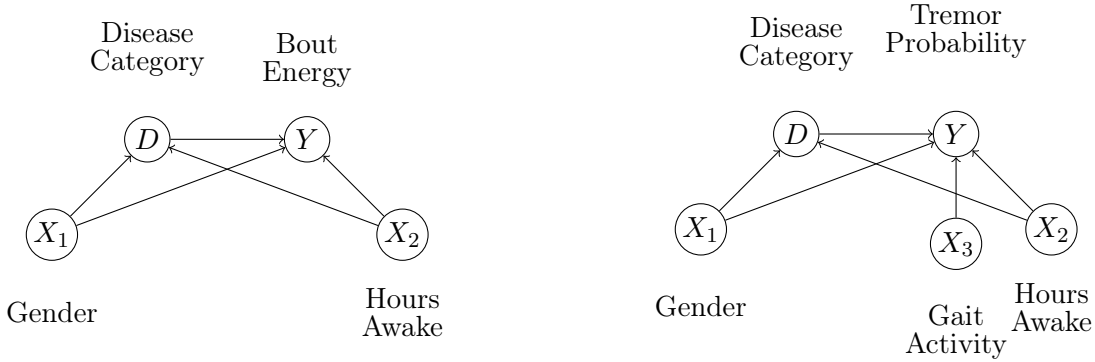 Disease
Category
Bout
Energy
D
Y
X1
X2
Gender
Hours
Awake
Disease
Category
Tremor
Probability
D
Y
X1
X3
X2
Gender
Gait
Activity
Hours
Awake